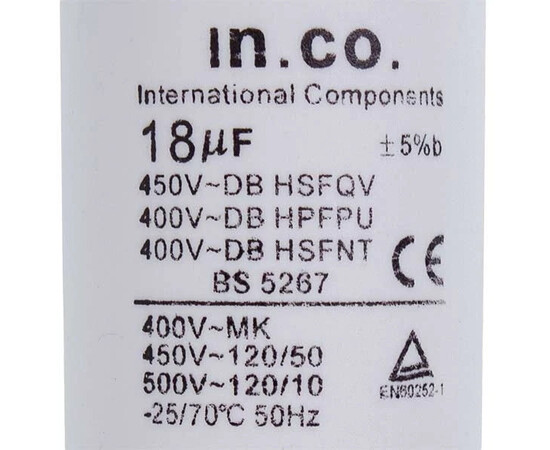 in.co.
International Components
18µF ±5%b
450V~DB HSFQV
400V~DB HPFPU
400V~DB HSFNT
CE
BS 5267
400V~MK
450V~120/50
500V~120/10
EN60252-1
-25/70°C 50Hz